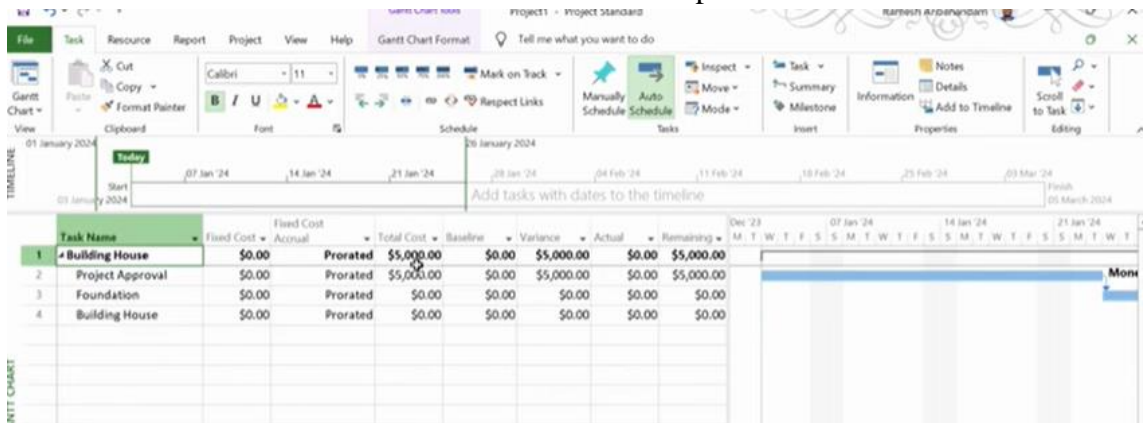 Gantt Chart Tools
Project1 - Project Standard
Ramesh Anbanandam
File Task Resource Report Project View Help Gantt Chart Format Tell me what you want to do
Gantt Chart
View
Paste
Cut
Copy
Format Painter
Clipboard
Calibri 11
B I U A
Font
Mark on Track
Respect Links
Schedule
Manually Schedule
Auto Schedule
Inspect
Move
Mode
Tasks
Task
Summary
Milestone
Insert
Information
Notes
Details
Add to Timeline
Properties
Scroll to Task
Editing
TIMELINE
01 January 2024 26 January 2024
Today
07 Jan '24 14 Jan '24 21 Jan '24 28 Jan '24 04 Feb '24 11 Feb '24 18 Feb '24 25 Feb '24 03 Mar '24
Start
03 January 2024
Add tasks with dates to the timeline
Finish
05 March 2024
Task Name Fixed Cost Fixed Cost Accrual Total Cost Baseline Variance Actual Remaining
Dec '23 07 Jan '24 14 Jan '24 21 Jan '24
M T W T F S S M T W T F S S M T W T F S S M T W T
1 Building House $0.00 Prorated $5,000.00 $0.00 $5,000.00 $0.00 $5,000.00
2 Project Approval $0.00 Prorated $5,000.00 $0.00 $5,000.00 $0.00 $5,000.00 Mone
3 Foundation $0.00 Prorated $0.00 $0.00 $0.00 $0.00 $0.00
4 Building House $0.00 Prorated $0.00 $0.00 $0.00 $0.00 $0.00
NTT CHART